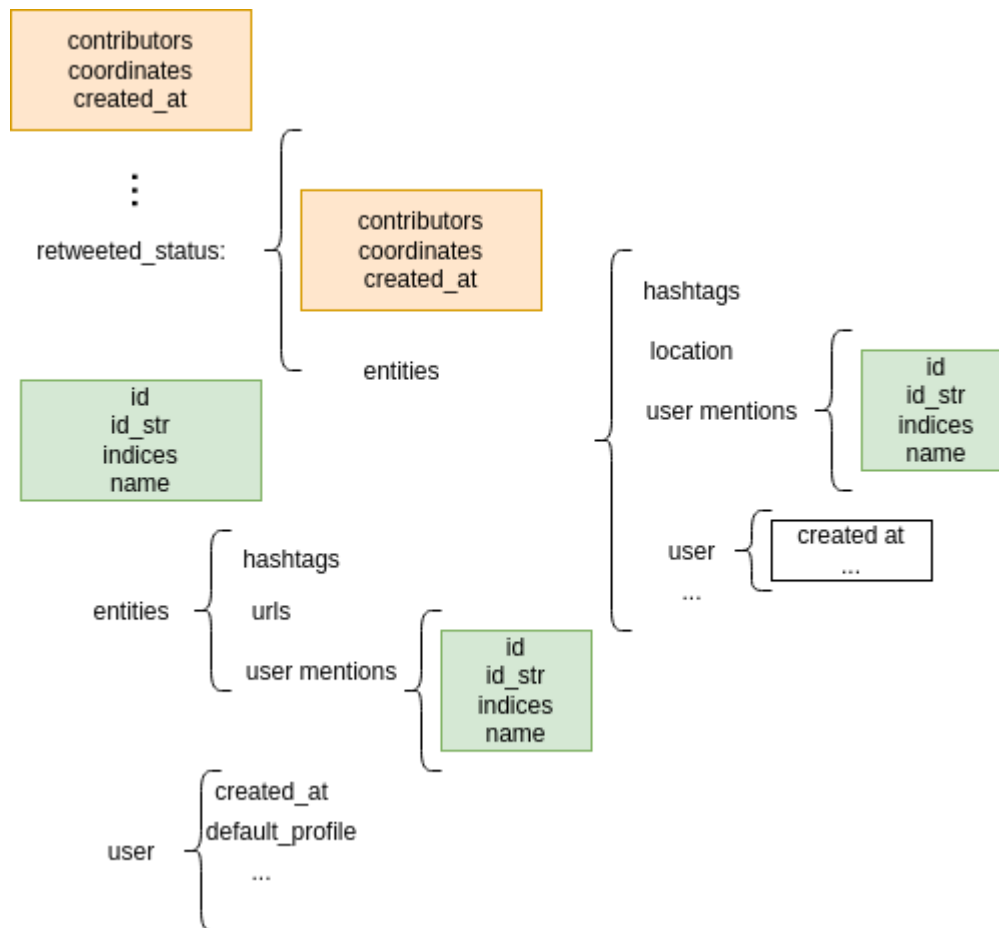 contributors
coordinates
created_at
⋮
retweeted_status:
contributors
coordinates
created_at
entities
hashtags
location
user mentions
id
id_str
indices
name
user
created at
...
...
id
id_str
indices
name
entities
hashtags
urls
user mentions
id
id_str
indices
name
user
created_at
default_profile
...